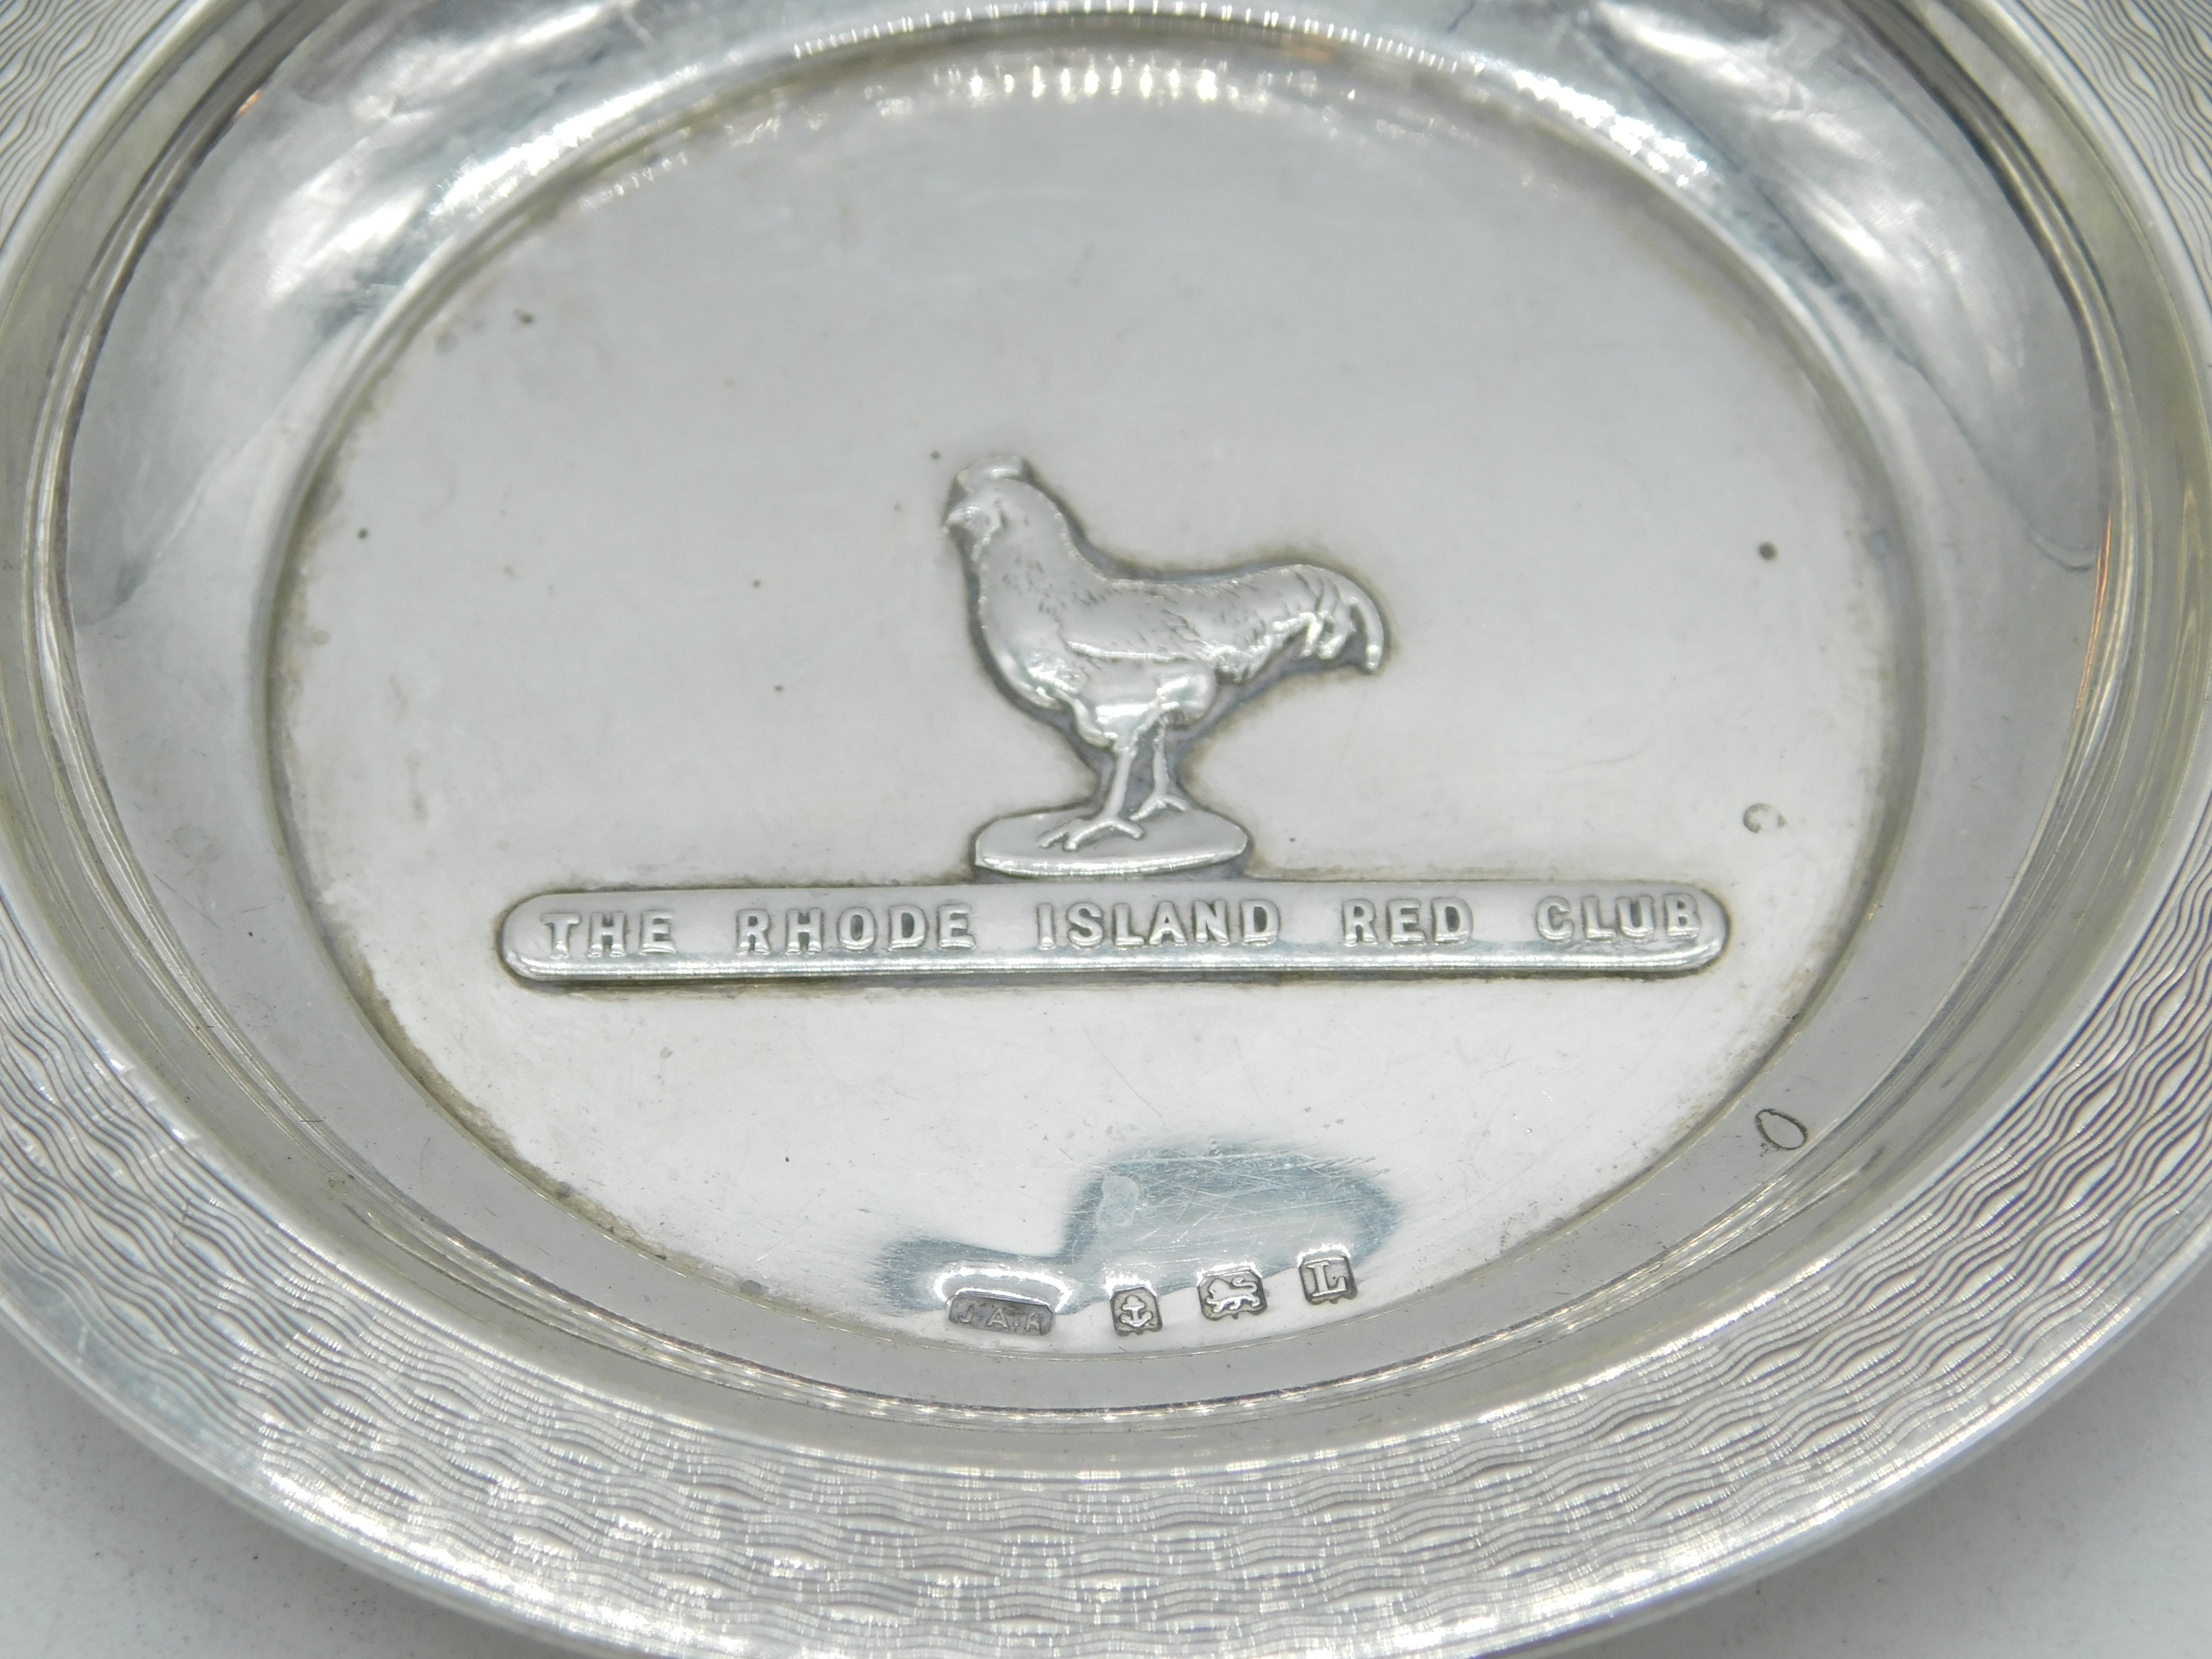 THE RHODE ISLAND RED CLUB
J.A.R L